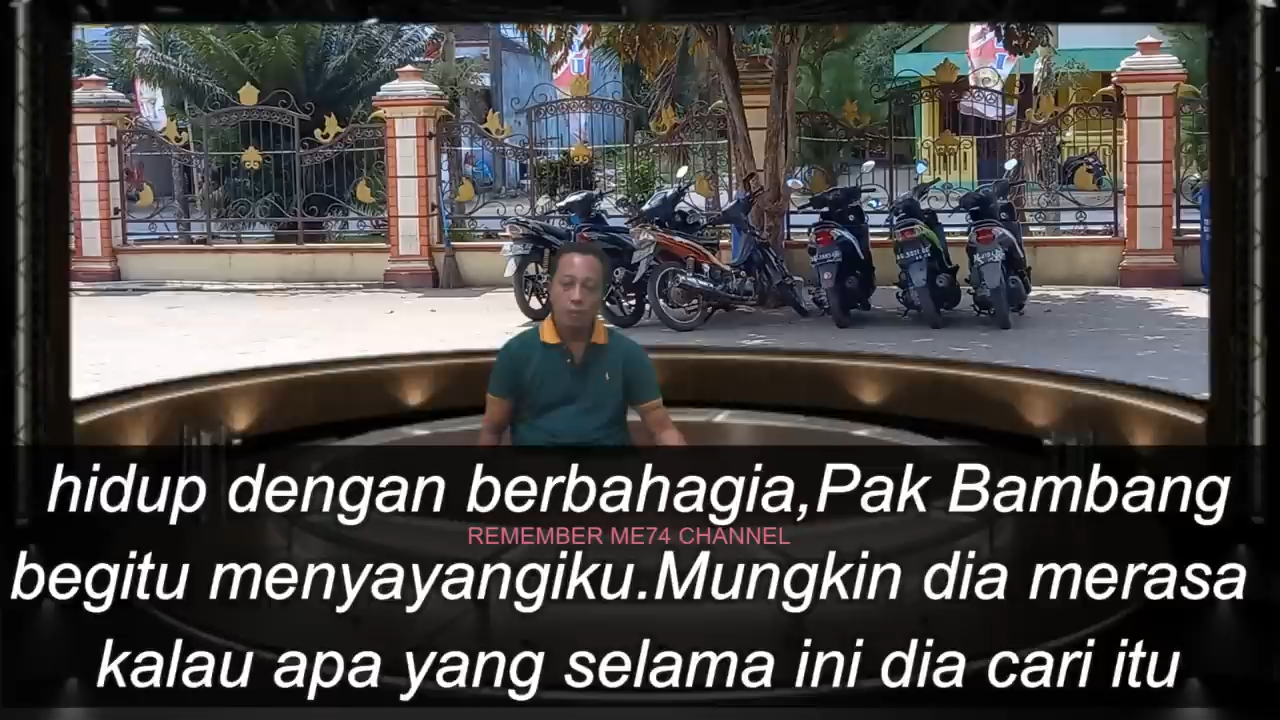 hidup dengan berbahagia,Pak Bambang
REMEMBER ME74 CHANNEL
begitu menyayangiku.Mungkin dia merasa
kalau apa yang selama ini dia cari itu